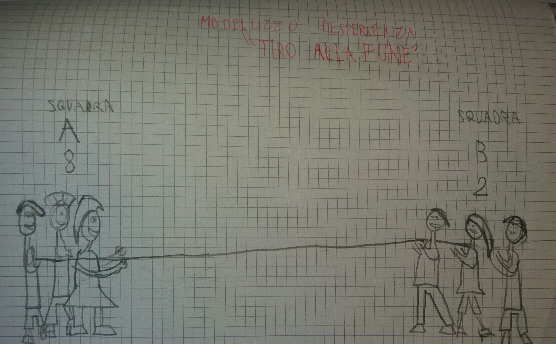 MODELLIZZO L'ESPERIENZA
"TIRO ALLA FUNE"
SQUADRA
A
8
SQUADRA
B
2